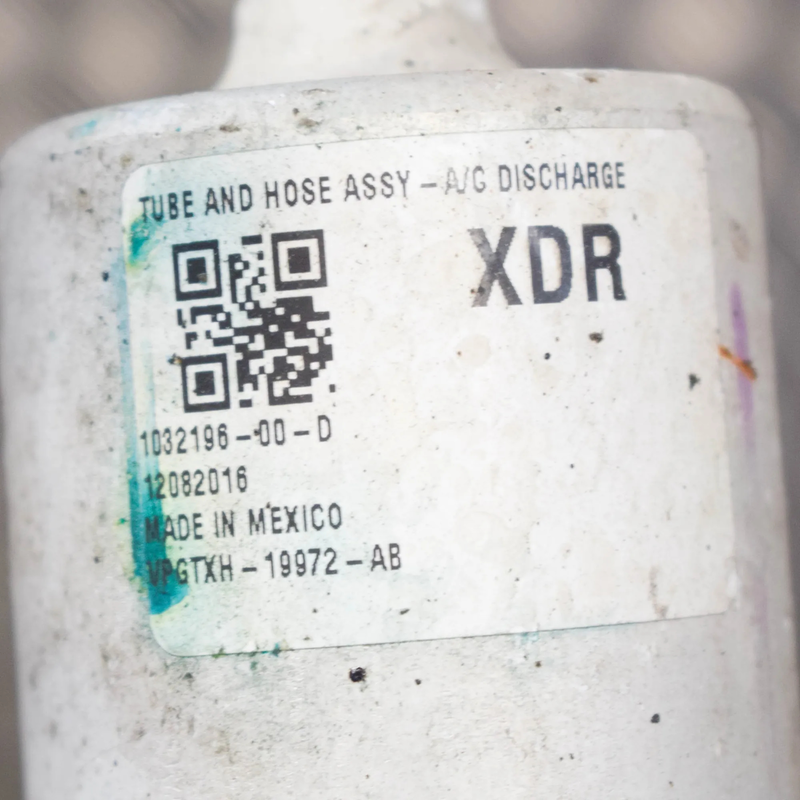 TUBE AND HOSE ASSY - A/C DISCHARGE
XDR
1032196-00-D
12082016
MADE IN MEXICO
VPGTXH-19972-AB